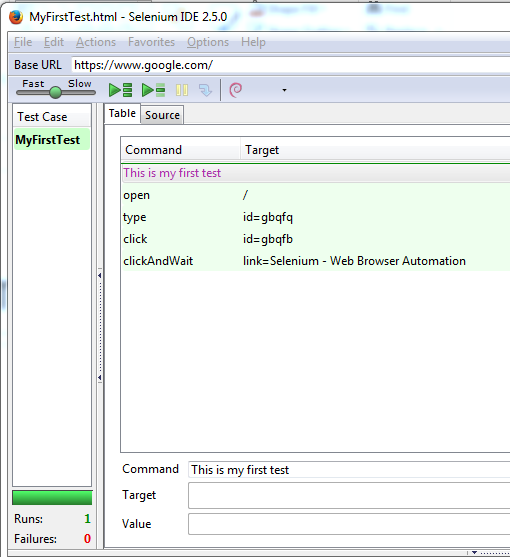 MyFirstTest.html - Selenium IDE 2.5.0
File Edit Actions Favorites Options Help
Base URL https://www.google.com/
Fast Slow
Table Source
Test Case
MyFirstTest
Command Target
This is my first test
open /
type id=gbqfq
click id=gbqfb
clickAndWait link=Selenium - Web Browser Automation
Command This is my first test
Target
Value
Runs: 1
Failures: 0